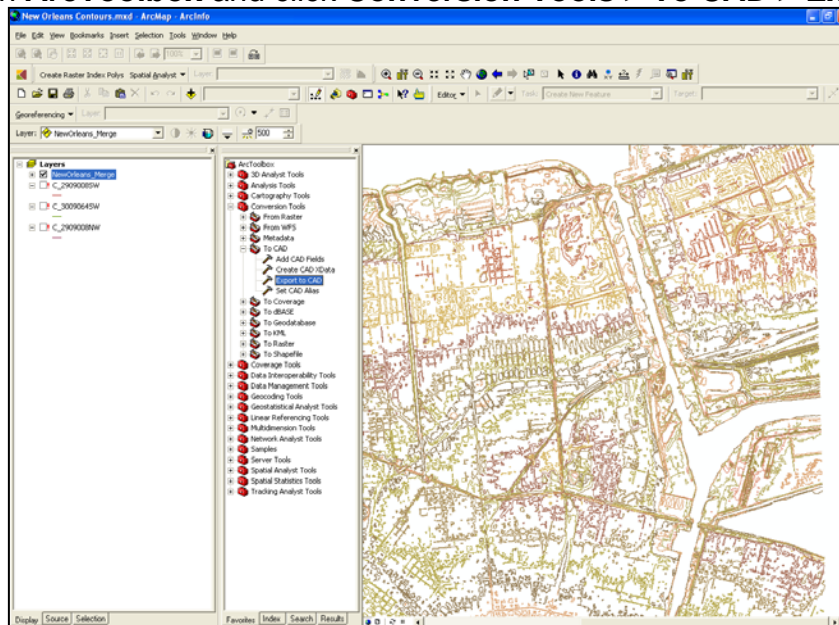 ArcToolbox and click Conversion Tools > To CAD >
New Orleans Contours.mxd - ArcMap - ArcInfo
File Edit View Bookmarks Insert Selection Tools Window Help
100%
Create Raster Index Polys Spatial Analyst Layer:
Editor Task: Create New Feature Target:
Georeferencing Layer:
Layer: NewOrleans_Merge 500
Layers
NewOrleans_Merge
C_2909008SW
C_3009064SW
C_2909008NW
ArcToolbox
3D Analyst Tools
Analysis Tools
Cartography Tools
Conversion Tools
From Raster
From WFS
Metadata
To CAD
Add CAD Fields
Create CAD XData
Export to CAD
Set CAD Alias
To Coverage
To dBASE
To Geodatabase
To KML
To Raster
To Shapefile
Coverage Tools
Data Interoperability Tools
Data Management Tools
Geocoding Tools
Geostatistical Analyst Tools
Linear Referencing Tools
Multidimension Tools
Network Analyst Tools
Samples
Server Tools
Spatial Analyst Tools
Spatial Statistics Tools
Tracking Analyst Tools
Display Source Selection
Favorites Index Search Results